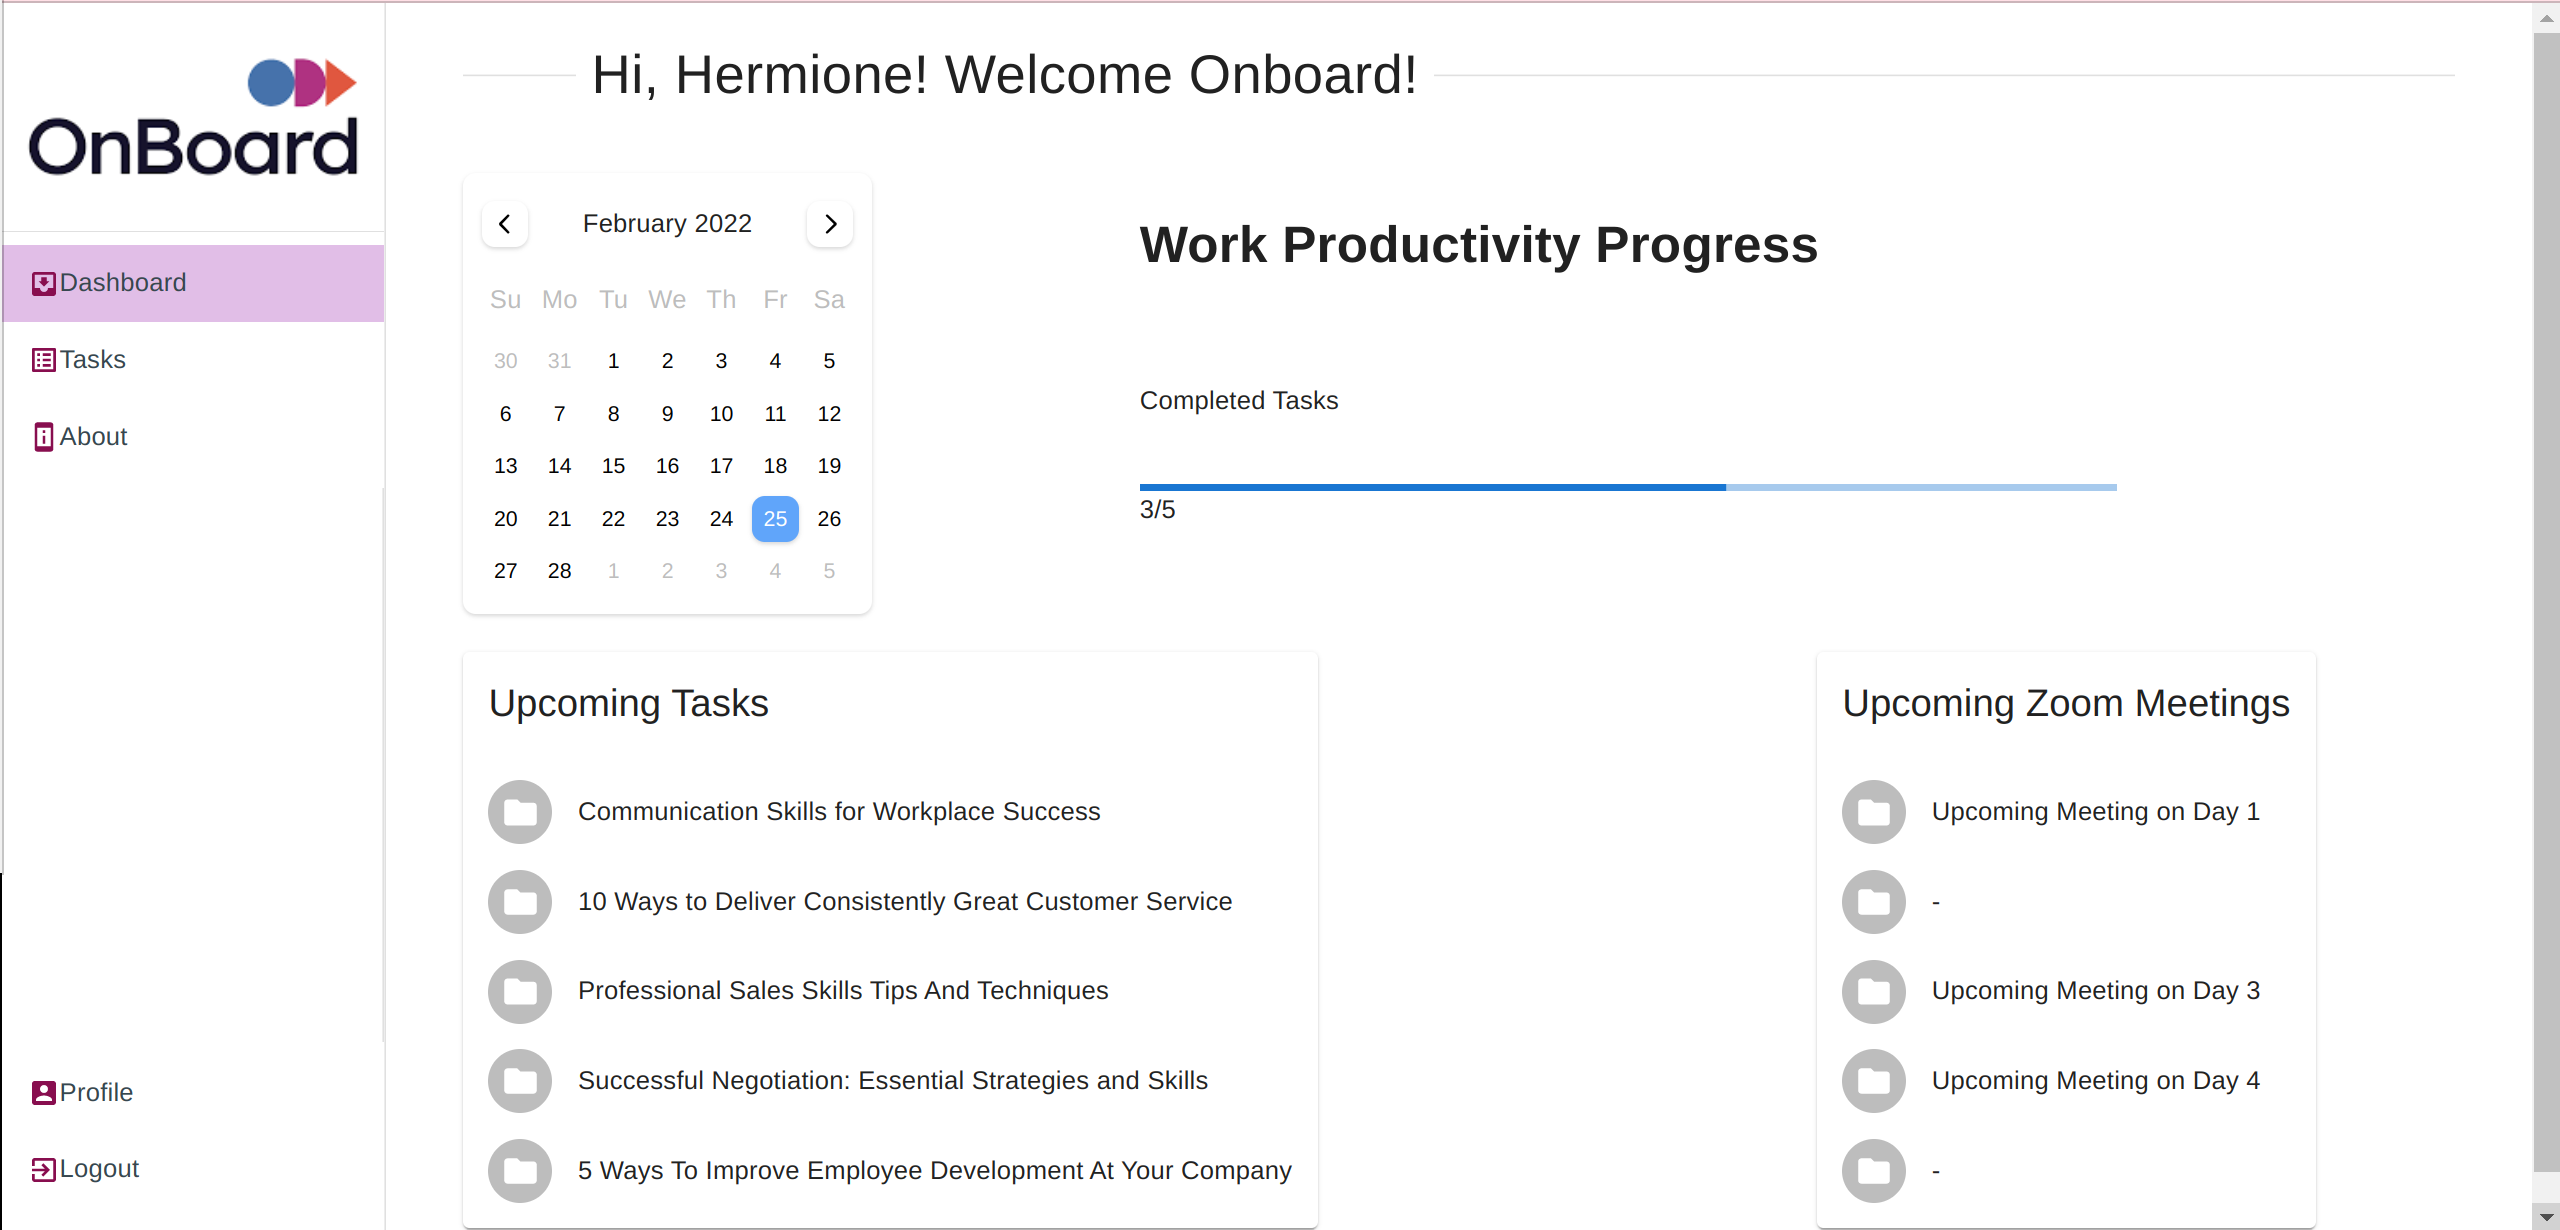 OnBoard
Dashboard
Tasks
About
Profile
Logout
Hi, Hermione! Welcome Onboard!
February 2022
Su Mo Tu We Th Fr Sa
30 31 1 2 3 4 5
6 7 8 9 10 11 12
13 14 15 16 17 18 19
20 21 22 23 24 25 26
27 28 1 2 3 4 5
Work Productivity Progress
Completed Tasks
3/5
Upcoming Tasks
Communication Skills for Workplace Success
10 Ways to Deliver Consistently Great Customer Service
Professional Sales Skills Tips And Techniques
Successful Negotiation: Essential Strategies and Skills
5 Ways To Improve Employee Development At Your Company
Upcoming Zoom Meetings
Upcoming Meeting on Day 1
-
Upcoming Meeting on Day 3
Upcoming Meeting on Day 4
-